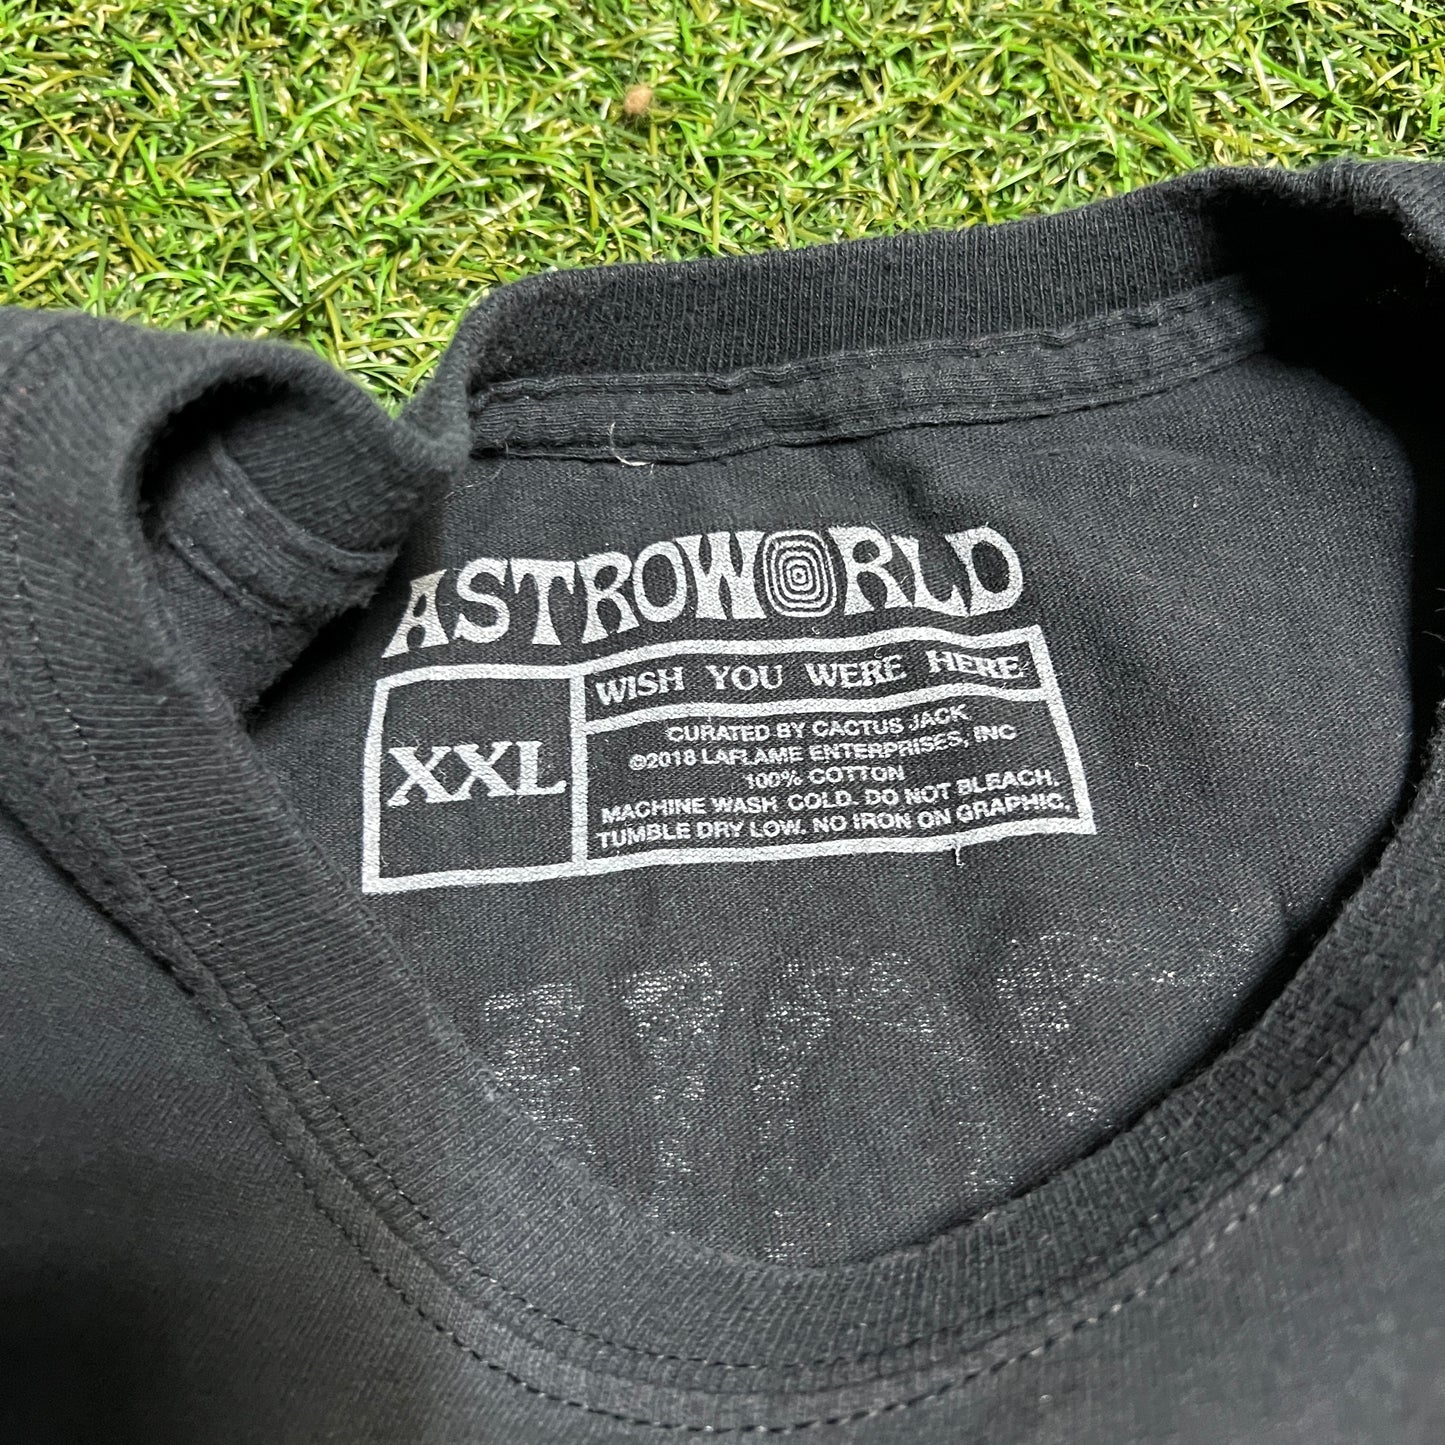 ASTROWORLD
XXL
WISH YOU WERE HERE
CURATED BY CACTUS JACK
©2018 LAFLAME ENTERPRISES, INC
100% COTTON
MACHINE WASH COLD. DO NOT BLEACH.
TUMBLE DRY LOW. NO IRON ON GRAPHIC.